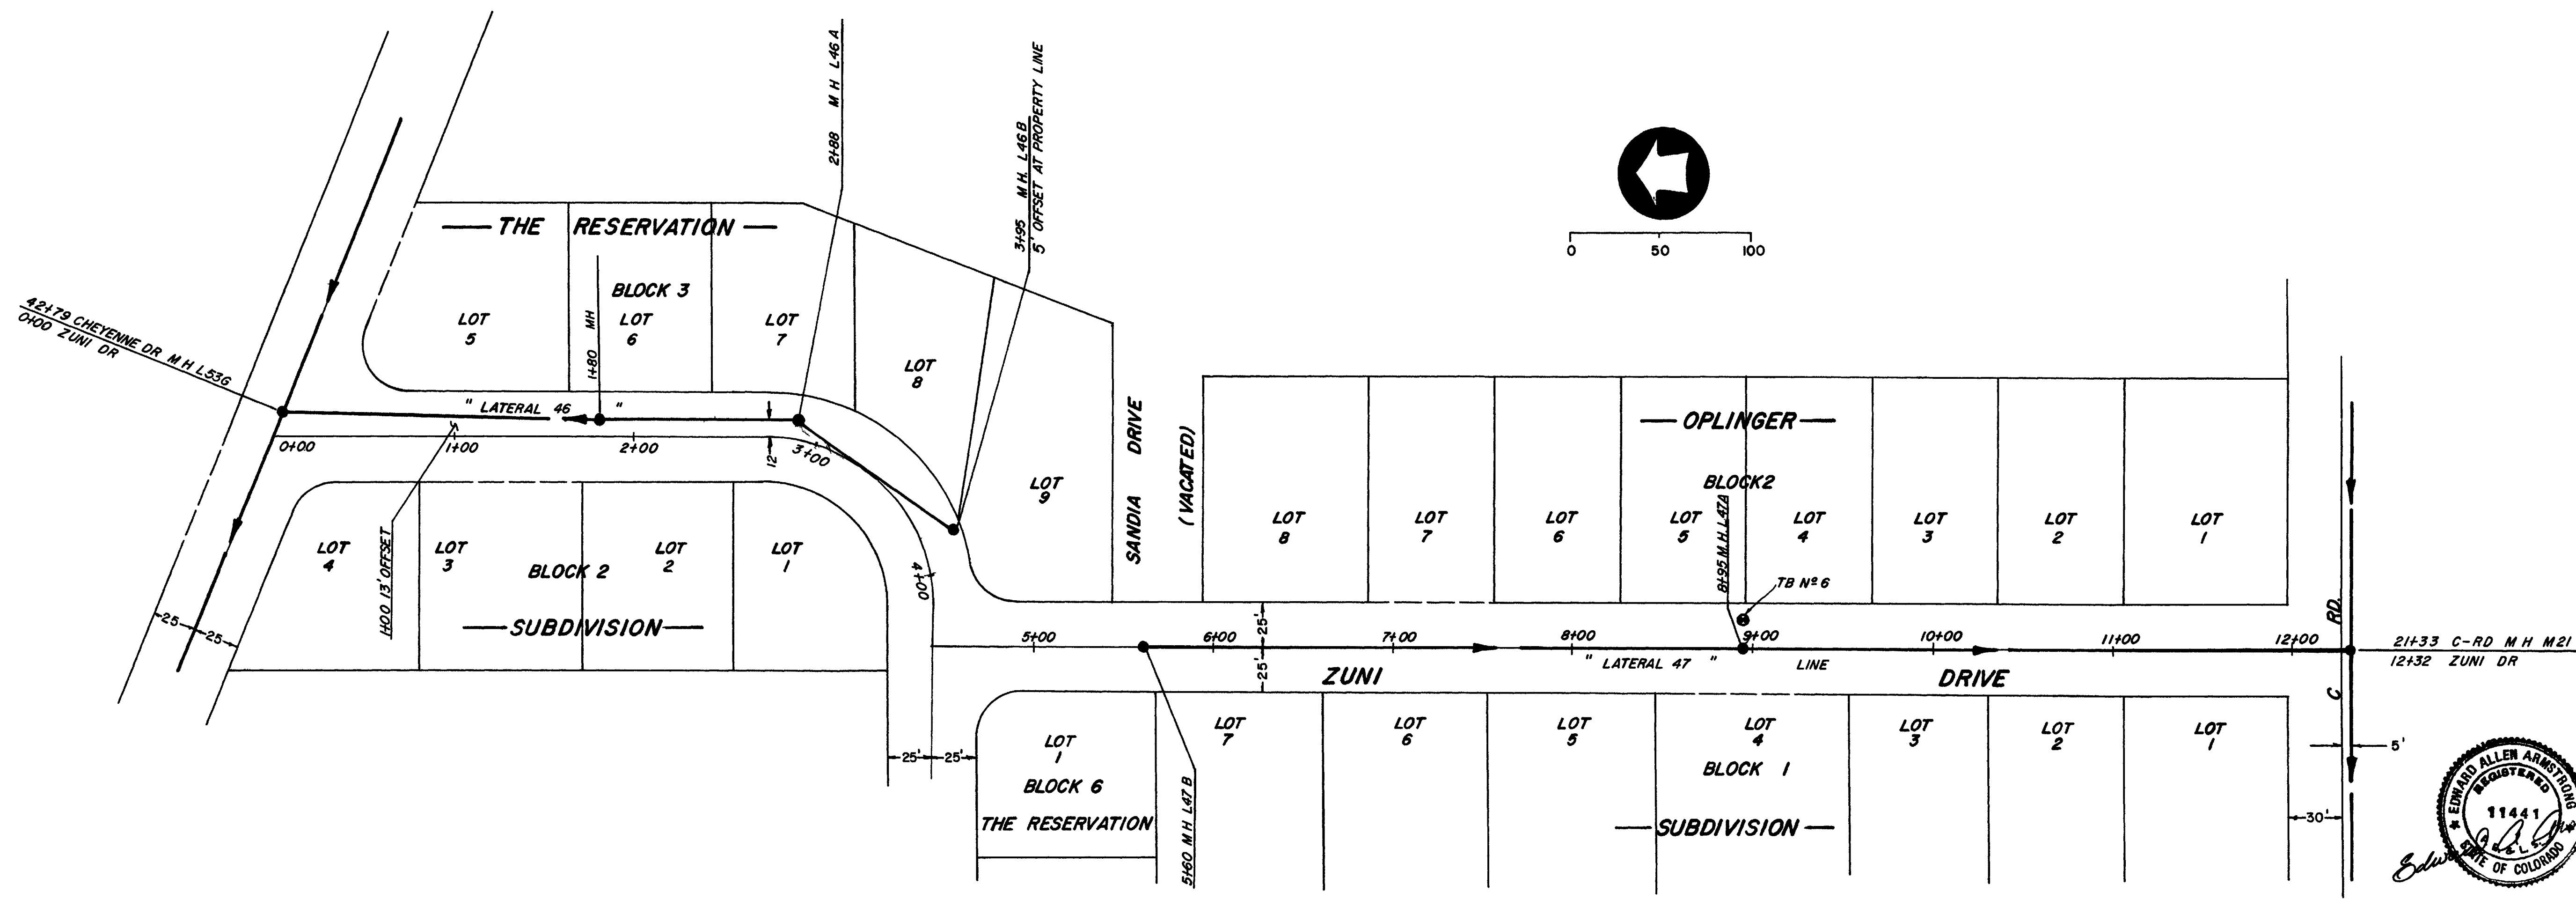 42+79 CHEYENNE DR M H L53G
0+00 ZUNI DR
THE RESERVATION
BLOCK 3
LOT
5
LOT
6
LOT
7
LOT
8
LOT
9
1+80 MH
2+88 M H L46 A
3+95 M.H. L46 B
5' OFFSET AT PROPERTY LINE
" LATERAL 46 "
0+00
1+00
2+00
12'
3+00
4+00
1+00 13' OFFSET
LOT
4
LOT
3
LOT
2
LOT
1
BLOCK 2
SUBDIVISION
25
25
SANDIA DRIVE
(VACATED)
0 50 100
OPLINGER
BLOCK 2
LOT
8
LOT
7
LOT
6
LOT
5
LOT
4
LOT
3
LOT
2
LOT
1
8+95 M.H. L47A
TB Nº 6
5+00
6+00
7+00
8+00
9+00
10+00
11+00
12+00
25'
25'
" LATERAL 47 " LINE
ZUNI DRIVE
C RD.
21+33 C-RD M H M21
12+32 ZUNI DR
25'
25'
LOT
1
BLOCK 6
THE RESERVATION
5+60 M H L47 B
LOT
7
LOT
6
LOT
5
LOT
4
LOT
3
LOT
2
LOT
1
BLOCK 1
SUBDIVISION
5'
30'
EDWARD ALLEN ARMSTRONG
REGISTERED
11441
STATE OF COLORADO